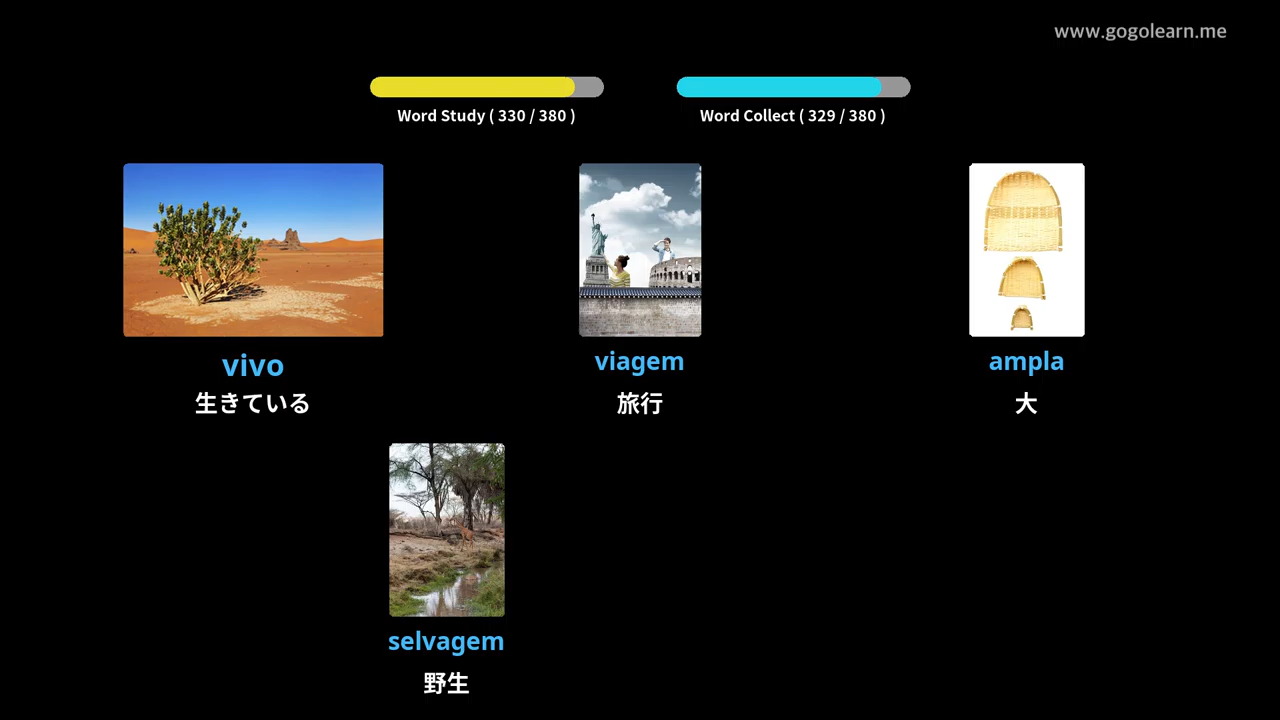 www.gogolearn.me
Word Study ( 330 / 380 )
Word Collect ( 329 / 380 )
vivo
生きている
viagem
旅行
ampla
大
selvagem
野生